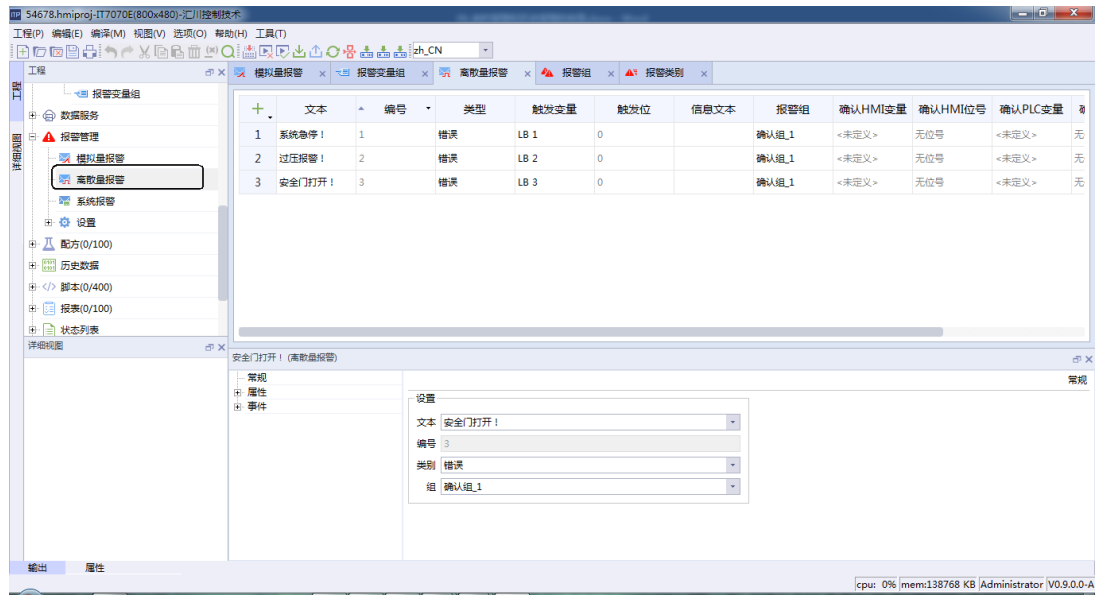 54678.hmiproj-IT7070E(800x480)-汇川控制技术
工程(P) 编辑(E) 编译(M) 视图(V) 选项(O) 帮助(H) 工具(T)
zh_CN
工程
模拟量报警 报警变量组 离散量报警 报警组 报警类别
工程
详细视图
报警变量组
数据服务
报警管理
模拟量报警
离散量报警
系统报警
设置
配方(0/100)
历史数据
脚本(0/400)
报表(0/100)
状态列表
文本 编号 类型 触发变量 触发位 信息文本 报警组 确认HMI变量 确认HMI位号 确认PLC变量
1 系统急停！ 1 错误 LB 1 0 确认组_1 <未定义> 无位号 <未定义> 无
2 过压报警！ 2 错误 LB 2 0 确认组_1 <未定义> 无位号 <未定义> 无
3 安全门打开！ 3 错误 LB 3 0 确认组_1 <未定义> 无位号 <未定义> 无
详细视图
安全门打开！ (离散量报警)
常规
属性
事件
常规
设置
文本 安全门打开！
编号 3
类别 错误
组 确认组_1
输出 属性
cpu: 0% mem:138768 KB Administrator V0.9.0.0-A